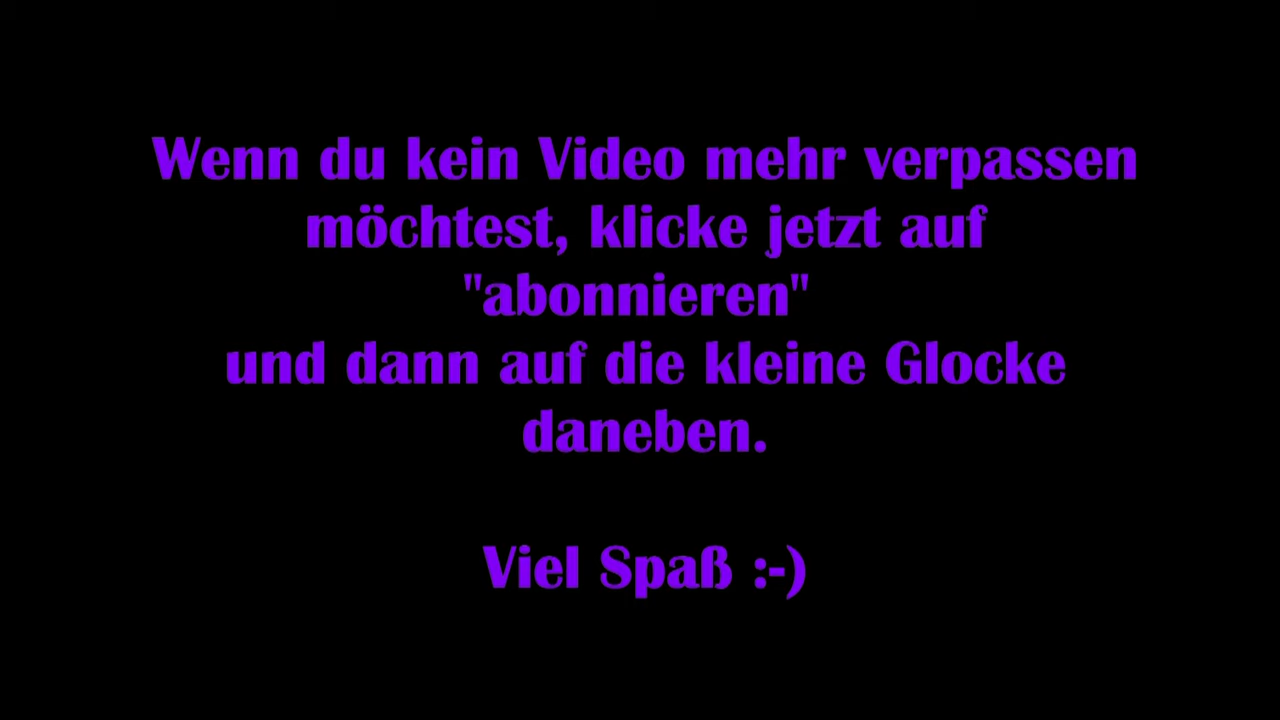 Wenn du kein Video mehr verpassen
möchtest, klicke jetzt auf
"abonnieren"
und dann auf die kleine Glocke
daneben.
Viel Spaß :-)